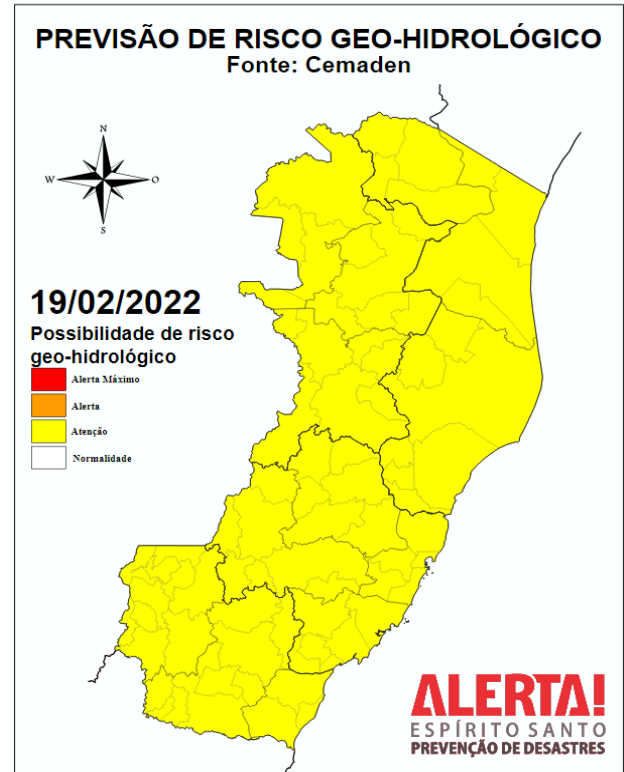 PREVISÃO DE RISCO GEO-HIDROLÓGICO
Fonte: Cemaden
N
W
O
S
19/02/2022
Possibilidade de risco
geo-hidrológico
Alerta Máximo
Alerta
Atenção
Normalidade
ALERTA!
ESPÍRITO SANTO
PREVENÇÃO DE DESASTRES